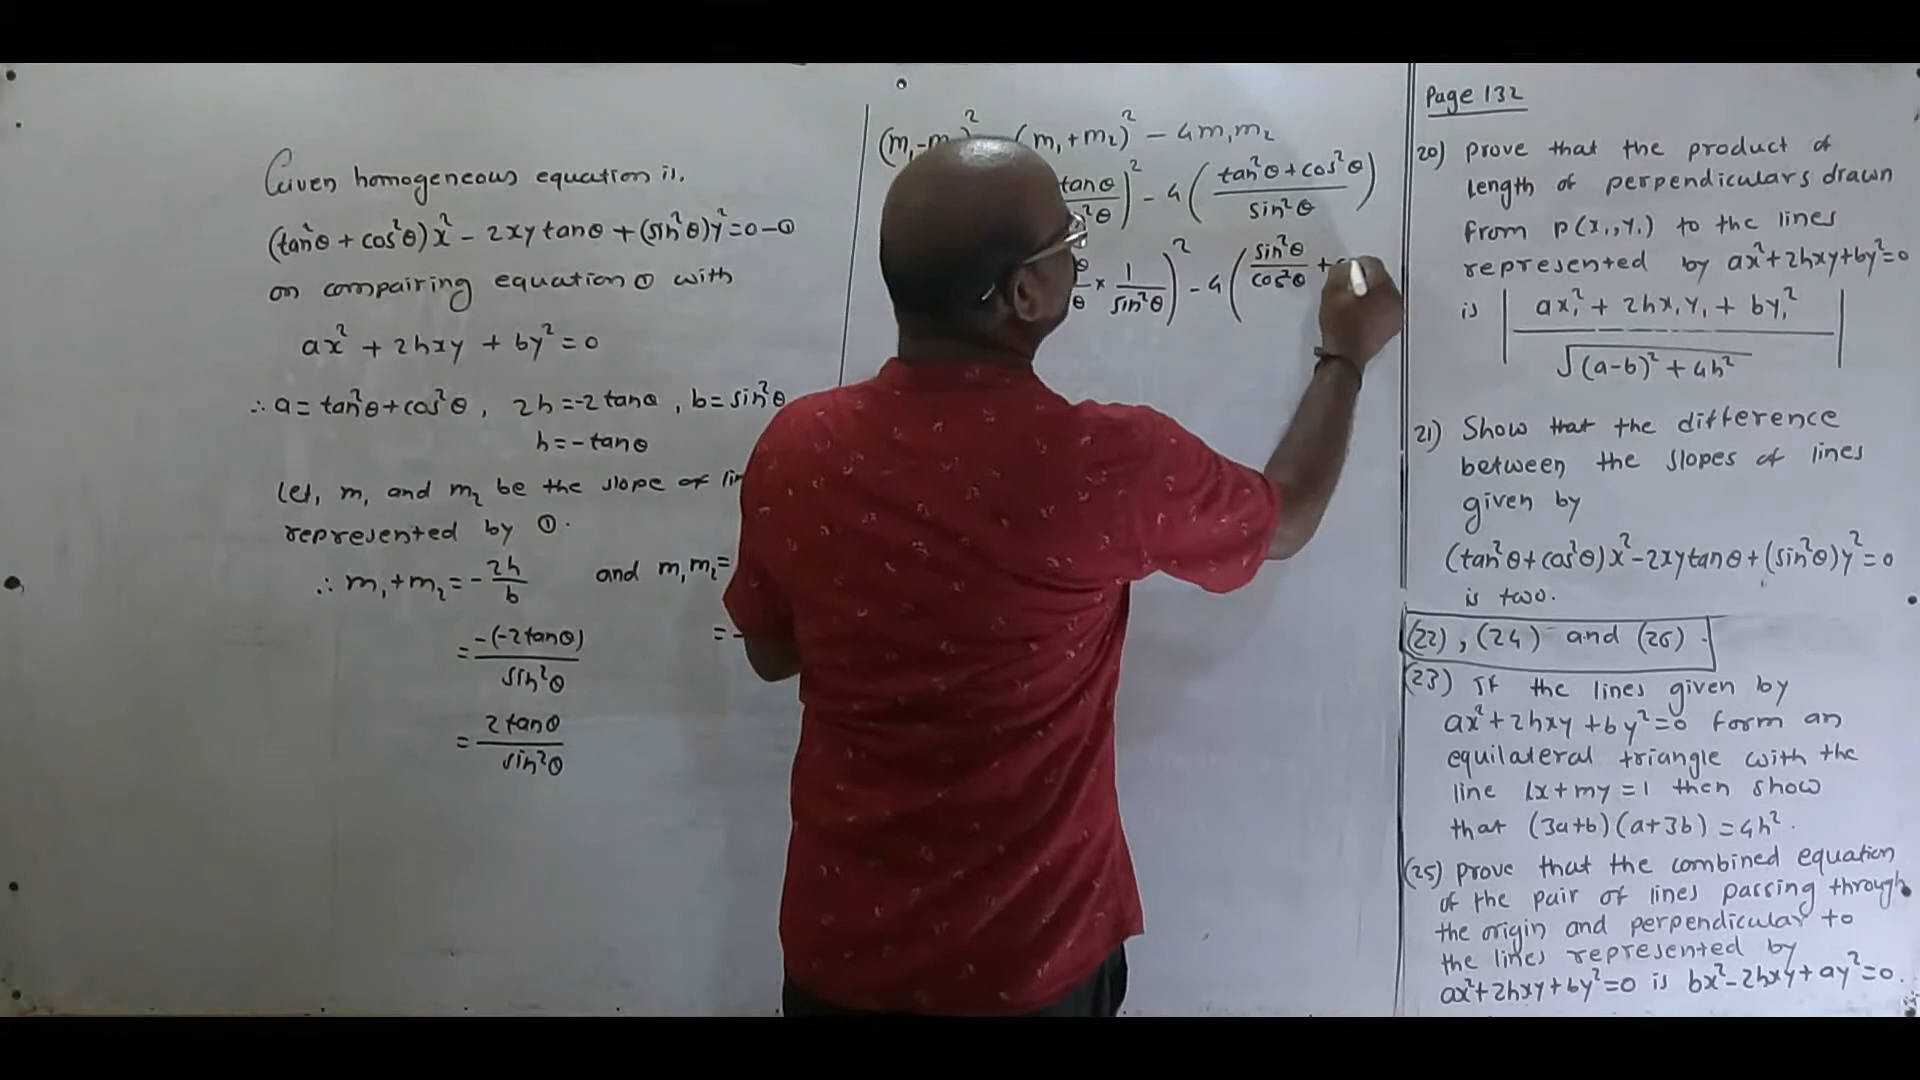 Given homogeneous equation is,
(tan²θ + cos²θ)x² - 2xy tanθ + (sin²θ)y² = 0 - ①
on compairing equation ① with
ax² + 2hxy + by² = 0
∴ a = tan²θ + cos²θ, 2h = -2tanθ, b = sin²θ
h = -tanθ
Let, m₁ and m₂ be the slope of
represented by ①.
∴ m₁ + m₂ = -2h/b and m₁m₂ =
= -(-2tanθ)/sin²θ =
= 2tanθ/sin²θ
(m₁ - m (m₁ + m₂)² - 4m₁m₂
tanθ/ ²θ)² - 4((tan²θ + cos²θ)/sin²θ)
θ/θ × 1/sin²θ)² - 4(sin²θ/cos²θ +
Page 132
20) Prove that the product of
length of perpendiculars drawn
from P(x₁, y₁) to the lines
represented by ax² + 2hxy + by² = 0
is |(ax₁² + 2hx₁y₁ + by₁²)/√((a-b)² + 4h²)|
21) Show that the difference
between the slopes of lines
given by
(tan²θ + cos²θ)x² - 2xy tanθ + (sin²θ)y² = 0
is two.
(22), (24) and (26).
(23) If the lines given by
ax² + 2hxy + by² = 0 form an
equilateral triangle with the
line lx + my = 1 then show
that (3a+b)(a+3b) = 4h².
(25) prove that the combined equation
of the pair of lines passing through
the origin and perpendicular to
the lines represented by
ax² + 2hxy + by² = 0 is bx² - 2hxy + ay² = 0.